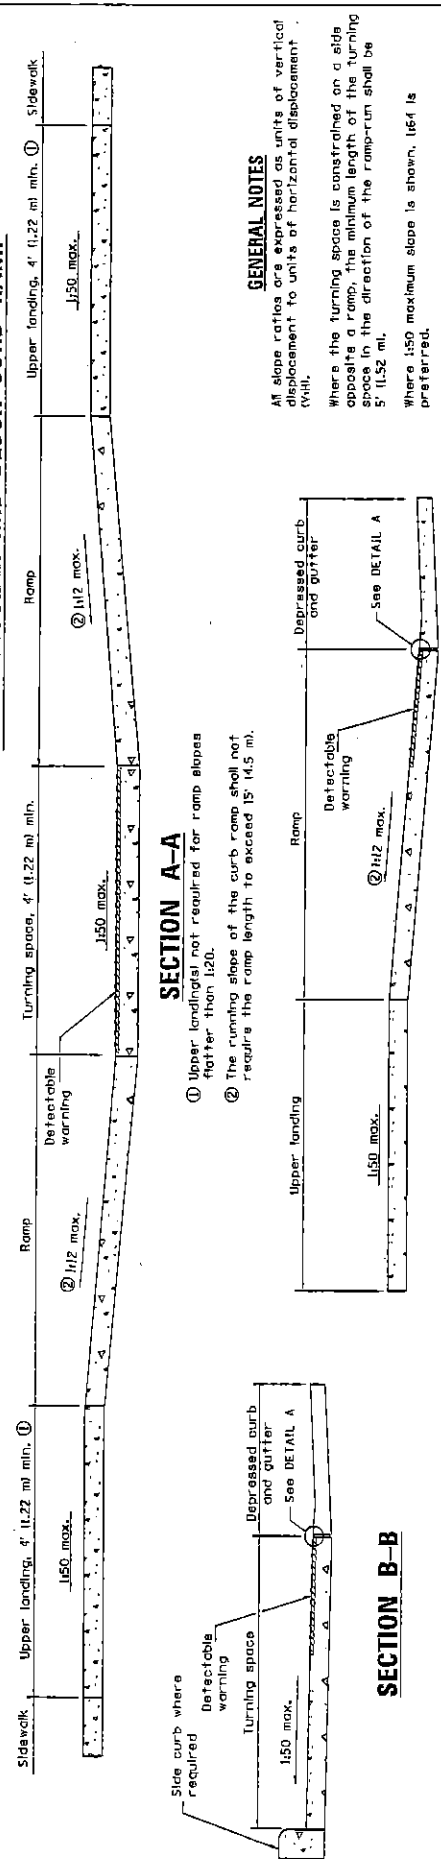 Sidewalk
Upper landing, 4' (1.22 m) min. ①
Ramp
Turning space, 4' (1.22 m) min.
Ramp
Upper landing, 4' (1.22 m) min. ①
Sidewalk
1:50 max.
② 1:12 max.
Detectable
warning
1:50 max.
② 1:12 max.
1:50 max.
SECTION A-A
① Upper landing(s) not required for ramp slopes
flatter than 1:20.
② The running slope of the curb ramp shall not
require the ramp length to exceed 15' (4.5 m).
GENERAL NOTES
All slope ratios are expressed as units of vertical
displacement to units of horizontal displacement
(V:H).
Where the turning space is constrained on a side
opposite a ramp, the minimum length of the turning
space in the direction of the ramp-run shall be
5' (1.52 m).
Where 1:50 maximum slope is shown, 1:64 is
preferred.
Side curb where
required
Detectable
warning
Turning space
Depressed curb
and gutter
See DETAIL A
1:50 max.
SECTION B-B
Upper landing
Ramp
Depressed curb
and gutter
Detectable
warning
See DETAIL A
1:50 max.
② 1:12 max.